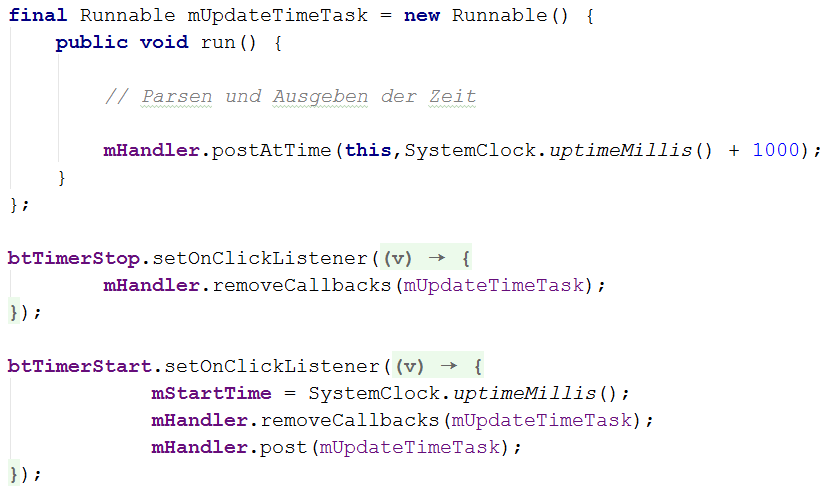 final Runnable mUpdateTimeTask = new Runnable() {
    public void run() {
        // Parsen und Ausgeben der Zeit
        mHandler.postAtTime(this,SystemClock.uptimeMillis() + 1000);
    }
};
btTimerStop.setOnClickListener((v) → {
        mHandler.removeCallbacks(mUpdateTimeTask);
});
btTimerStart.setOnClickListener((v) → {
            mStartTime = SystemClock.uptimeMillis();
            mHandler.removeCallbacks(mUpdateTimeTask);
            mHandler.post(mUpdateTimeTask);
});